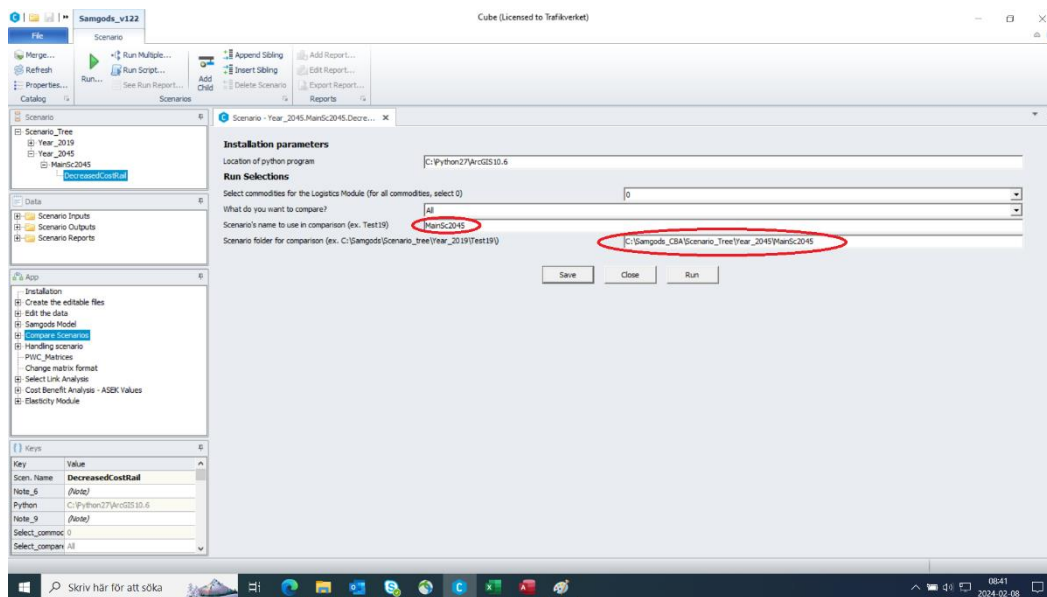 Samgods_v122
Cube (Licensed to Trafikverket)
File
Scenario
Merge...
Refresh
Properties...
Catalog
Run...
Run Multiple...
Run Script...
See Run Report...
Scenarios
Add Child
Append Sibling
Insert Sibling
Delete Scenario
Add Report...
Edit Report...
Export Report...
Reports
Scenario
Scenario_Tree
Year_2019
Year_2045
MainSc2045
DecreasedCostRail
Data
Scenario Inputs
Scenario Outputs
Scenario Reports
App
Installation
Create the editable files
Edit the data
Samgods Model
Compare Scenarios
Handling scenario
PWC_Matrices
Change matrix format
Select Link Analysis
Cost Benefit Analysis - ASEK Values
Elasticity Module
Keys
Key Value
Scen. Name DecreasedCostRail
Note_6 (Note)
Python C:\Python27\ArcGIS10.6
Note_9 (Note)
Select_commoc 0
Select_compare All
Scenario - Year_2045.MainSc2045.Decre...
Installation parameters
Location of python program C:\Python27\ArcGIS10.6
Run Selections
Select commodities for the Logistics Module (for all commodities, select 0) 0
What do you want to compare? All
Scenario's name to use in comparison (ex. Test19) MainSc2045
Scenario folder for comparison (ex. C:\Samgods\Scenario_tree\Year_2019\Test19\) C:\Samgods_CBA\Scenario_Tree\Year_2045\MainSc2045
Save Close Run
Skriv här för att söka
08:41
2024-02-08